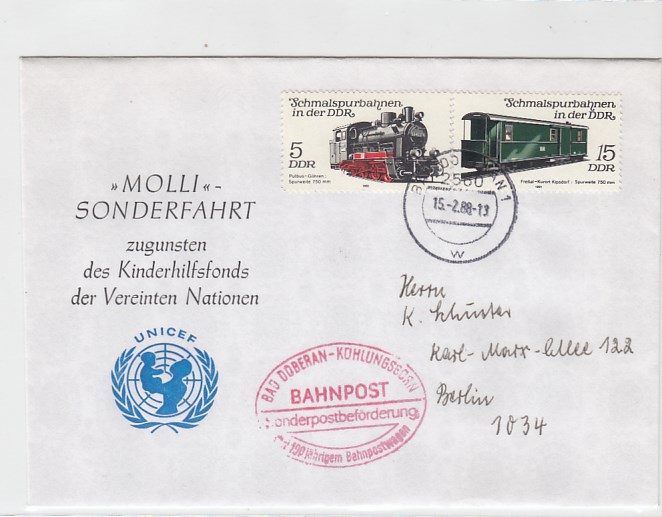 »MOLLI«-
SONDERFAHRT
zugunsten
des Kinderhilfsfonds
der Vereinten Nationen
UNICEF
Schmalspurbahnen
in der DDR
5
DDR
Putbus-Göhren :
Spurweite 750 mm
Schmalspurbahnen
in der DDR
15
DDR
Freital-Kurort Kipsdorf : Spurweite 750 mm
2560
15.-2.88-13
w
BAD DOBERAN-KÜHLUNGSBORN
BAHNPOST
Sonderpostbeförderung
100jährigem Bahnpostwagen
Herrn
K. Schuster
Karl-Marx-Allee 122
Berlin
1034